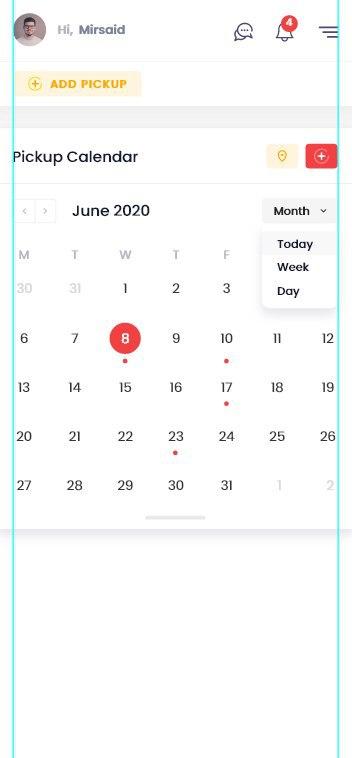 Hi, Mirsaid
4
ADD PICKUP
Pickup Calendar
June 2020
Month
Today
Week
Day
M T W T F
30 31 1 2 3
6 7 8 9 10 11 12
13 14 15 16 17 18 19
20 21 22 23 24 25 26
27 28 29 30 31 1 2